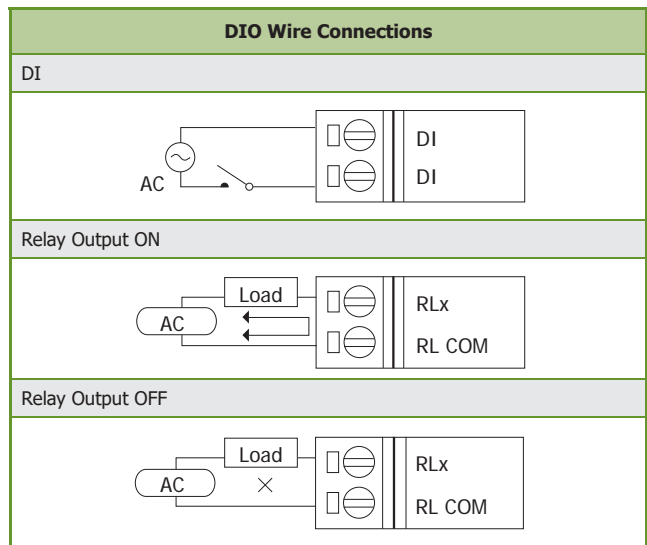 DIO Wire Connections
DI
DI
AC
DI
Relay Output ON
Load
RLx
AC
RL COM
Relay Output OFF
Load
RLx
AC
RL COM